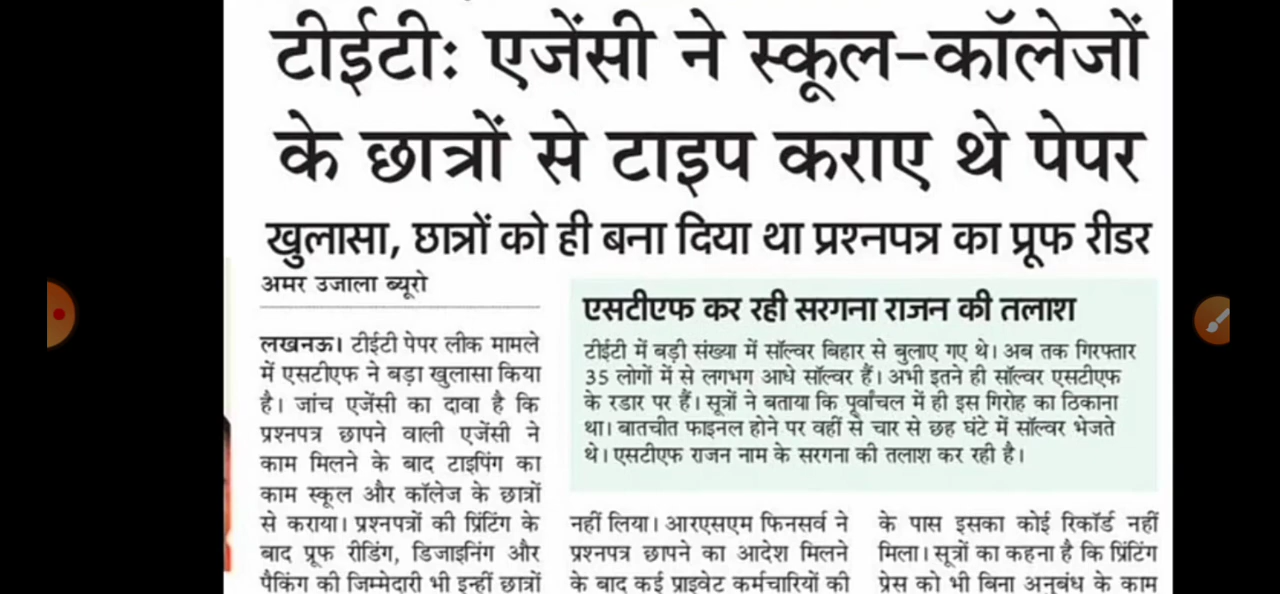 टीईटी: एजेंसी ने स्कूल-कॉलेजों
के छात्रों से टाइप कराए थे पेपर
खुलासा, छात्रों को ही बना दिया था प्रश्नपत्र का प्रूफ रीडर
अमर उजाला ब्यूरो
लखनऊ। टीईटी पेपर लीक मामले
में एसटीएफ ने बड़ा खुलासा किया
है। जांच एजेंसी का दावा है कि
प्रश्नपत्र छापने वाली एजेंसी ने
काम मिलने के बाद टाइपिंग का
काम स्कूल और कॉलेज के छात्रों
से कराया। प्रश्नपत्रों की प्रिंटिंग के
बाद प्रूफ रीडिंग, डिजाइनिंग और
पैकिंग की जिम्मेदारी भी इन्हीं छात्रों
एसटीएफ कर रही सरगना राजन की तलाश
टीईटी में बड़ी संख्या में सॉल्वर बिहार से बुलाए गए थे। अब तक गिरफ्तार
35 लोगों में से लगभग आधे सॉल्वर हैं। अभी इतने ही सॉल्वर एसटीएफ
के रडार पर हैं। सूत्रों ने बताया कि पूर्वांचल में ही इस गिरोह का ठिकाना
था। बातचीत फाइनल होने पर वहीं से चार से छह घंटे में सॉल्वर भेजते
थे। एसटीएफ राजन नाम के सरगना की तलाश कर रही है।
नहीं लिया। आरएसएम फिनसर्व ने
प्रश्नपत्र छापने का आदेश मिलने
के बाद कई प्राइवेट कर्मचारियों की
के पास इसका कोई रिकॉर्ड नहीं
मिला। सूत्रों का कहना है कि प्रिंटिंग
प्रेस को भी बिना अनुबंध के काम